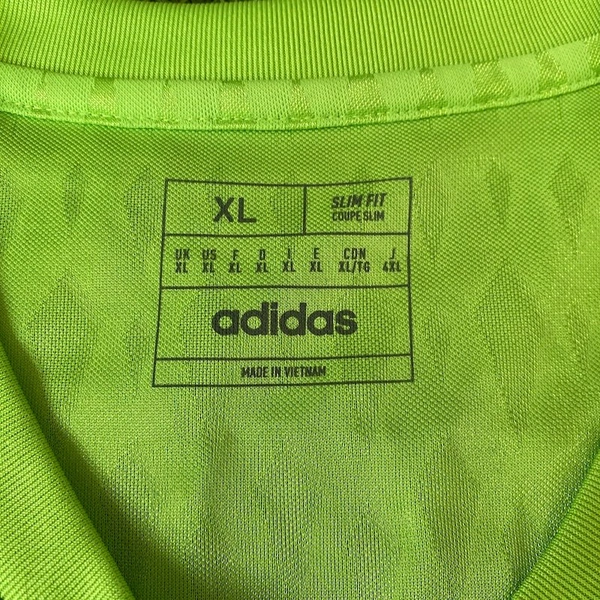 XL
SLIM FIT
COUPE SLIM
UK US F D I E CDN J
XL XL XL XL XL XL XL/TG 4XL
adidas
MADE IN VIETNAM